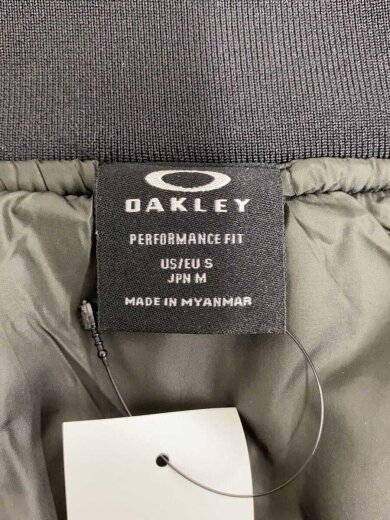 OAKLEY
PERFORMANCE FIT
US/EU S
JPN M
MADE IN MYANMAR